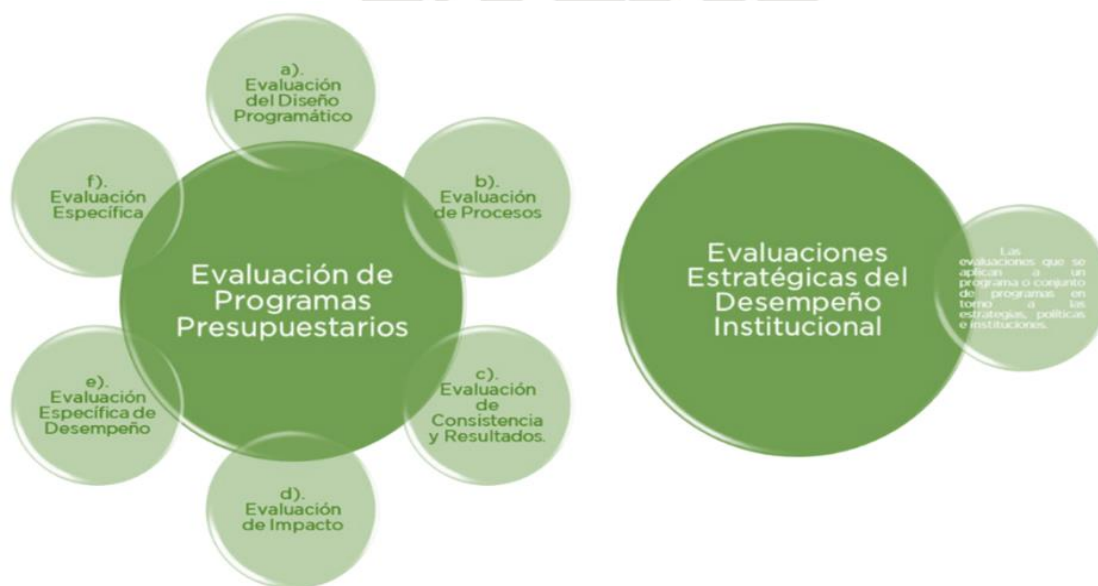 a).
Evaluación
del Diseño
Programático
b).
Evaluación
de Procesos
c).
Evaluación
de
Consistencia
y Resultados.
d).
Evaluación
de Impacto
e).
Evaluación
Específica de
Desempeño
f).
Evaluación
Específica
Evaluación de
Programas
Presupuestarios
Evaluaciones
Estratégicas del
Desempeño
Institucional
Las
evaluaciones que se
aplican a un
programa o conjunto
de programas en
torno a las
estrategias, políticas
e instituciones.